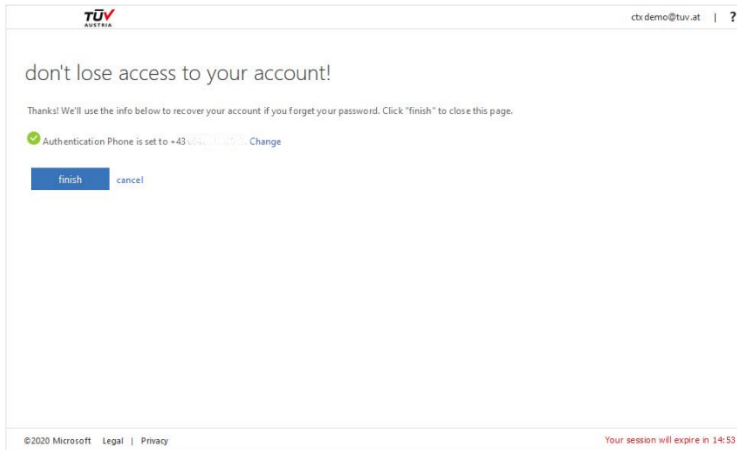 TÜV
AUSTRIA
ctxdemo@tuv.at | ?
don't lose access to your account!
Thanks! We'll use the info below to recover your account if you forget your password. Click "finish" to close this page.
Authentication Phone is set to +43 Change
finish cancel
©2020 Microsoft Legal | Privacy
Your session will expire in 14:53